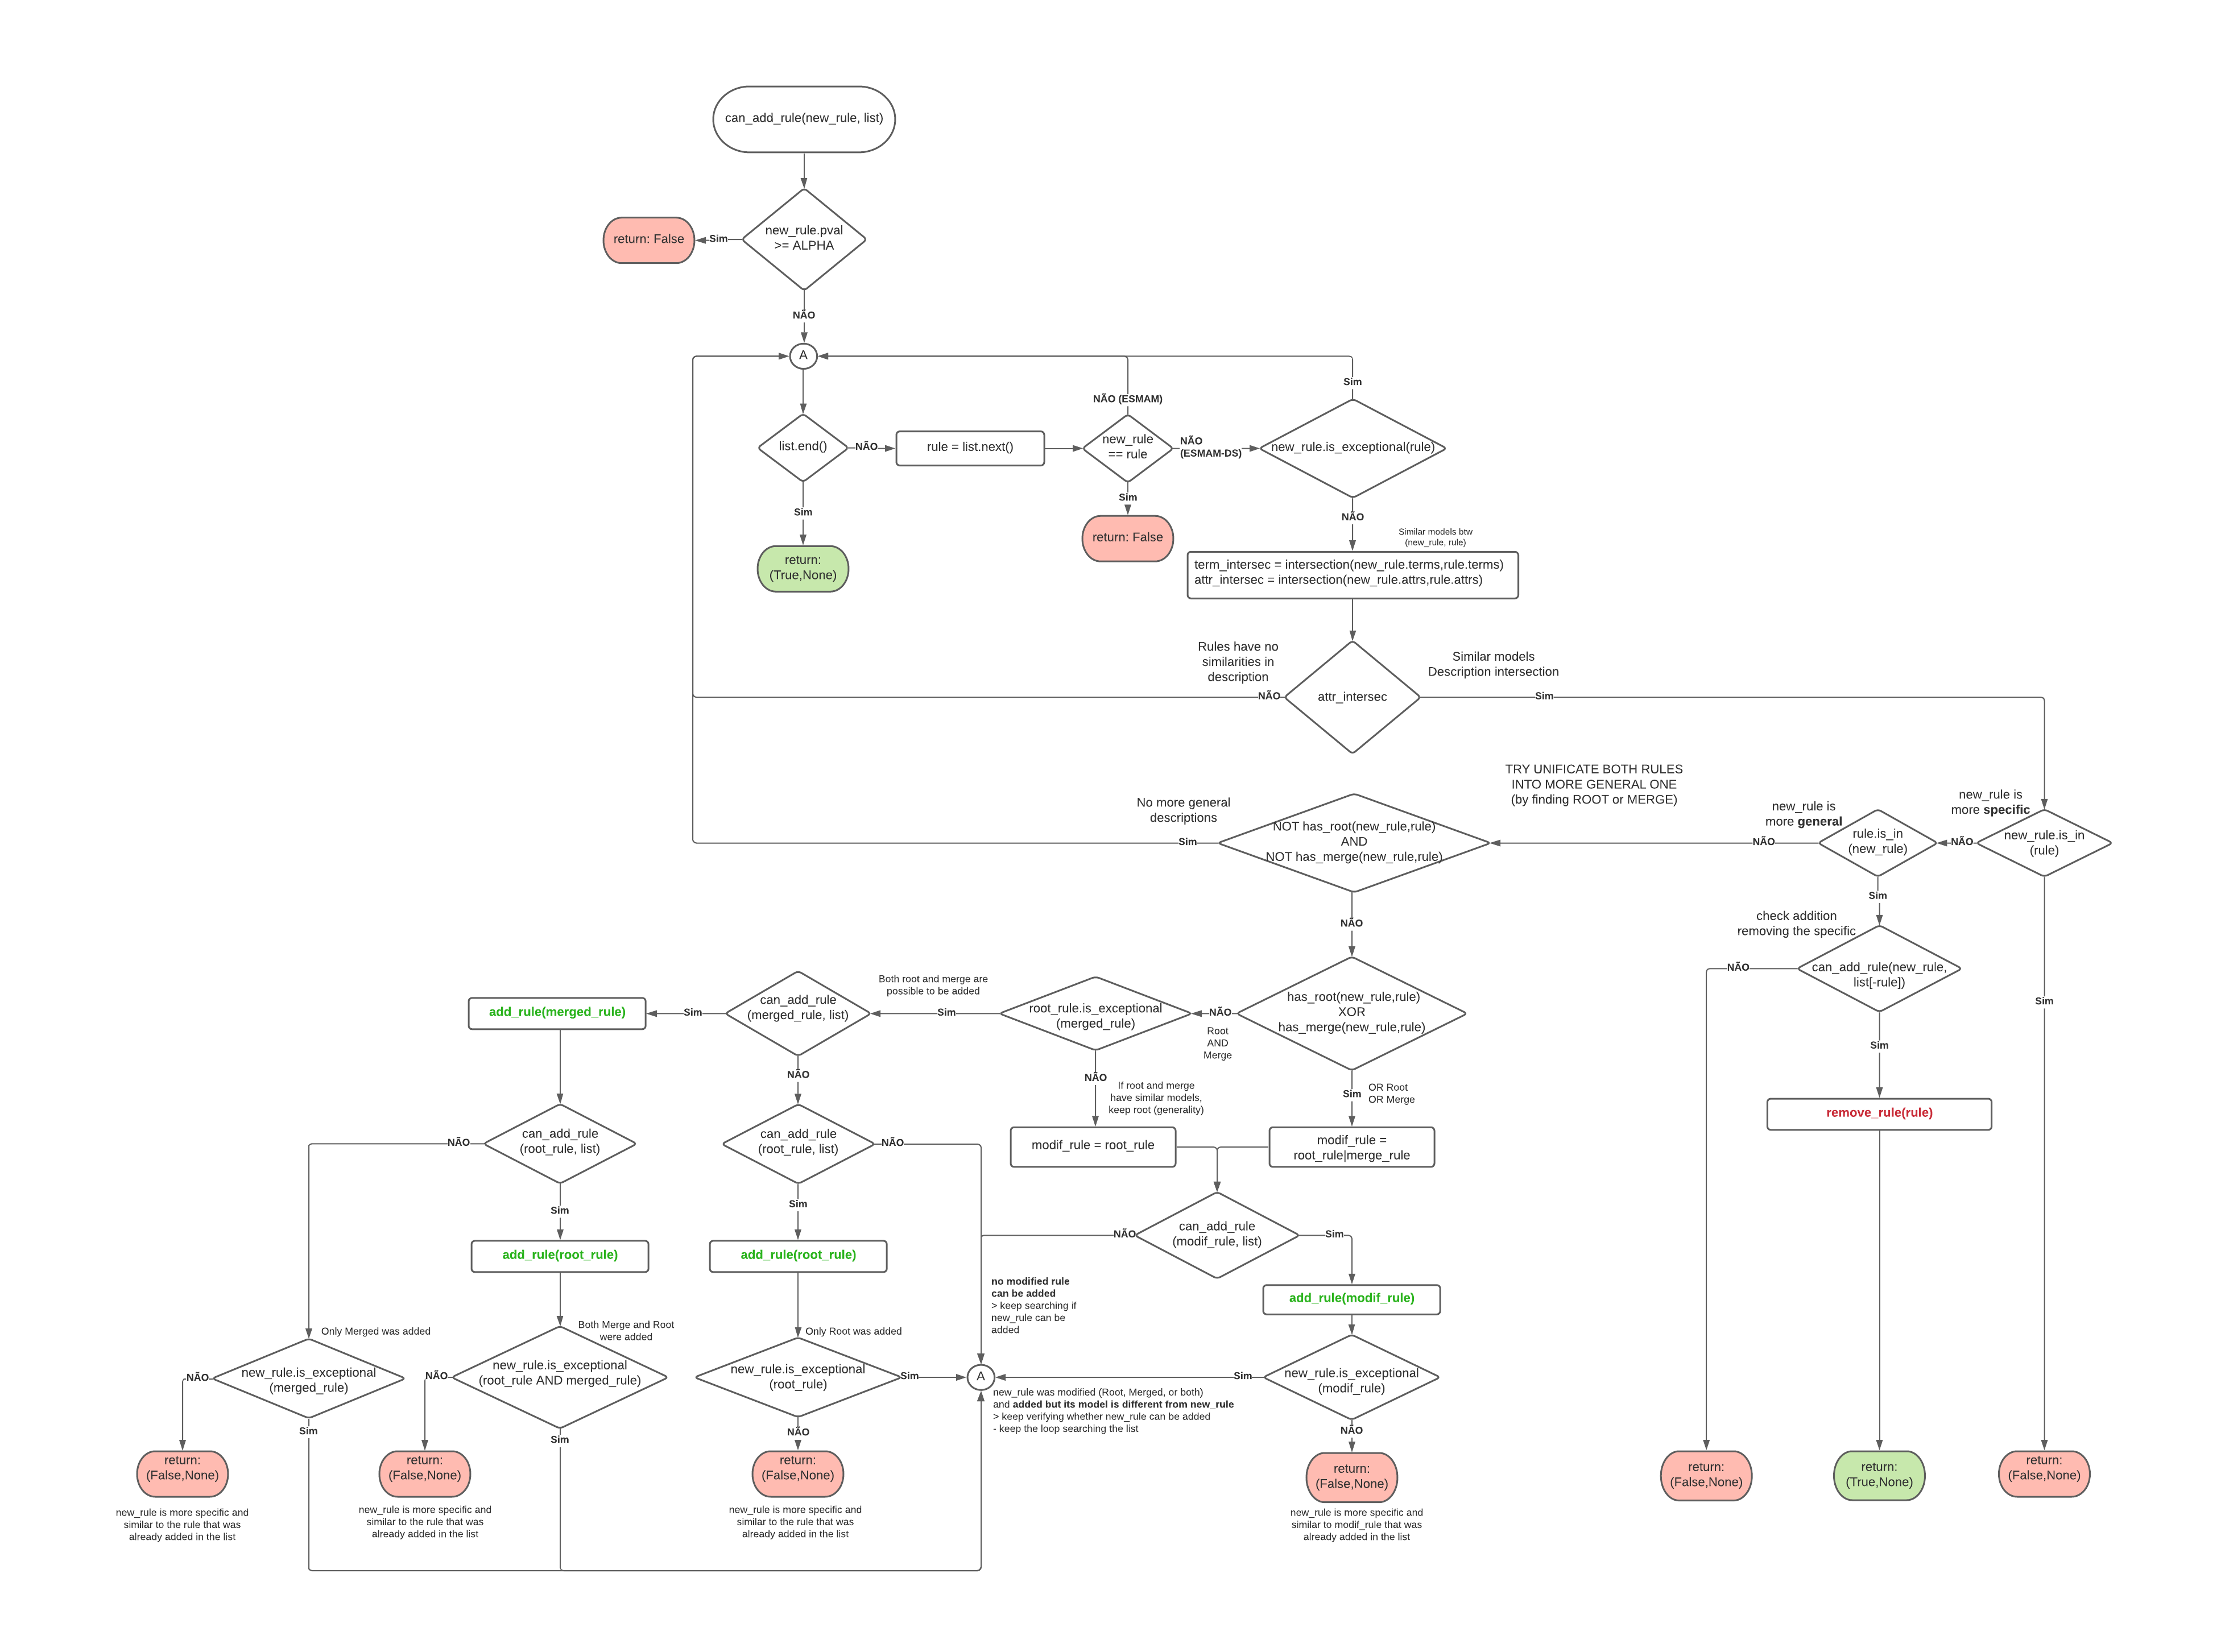 can_add_rule(new_rule, list)
new_rule.pval
>= ALPHA
Sim
return: False
NÃO
A
list.end()
NÃO
rule = list.next()
new_rule
== rule
NÃO (ESMAM)
NÃO
(ESMAM-DS)
new_rule.is_exceptional(rule)
Sim
Sim
return:
(True,None)
Sim
return: False
NÃO
Similar models btw
(new_rule, rule)
term_intersec = intersection(new_rule.terms,rule.terms)
attr_intersec = intersection(new_rule.attrs,rule.attrs)
Rules have no
similarities in
description
NÃO
attr_intersec
Similar models
Description intersection
Sim
TRY UNIFICATE BOTH RULES
INTO MORE GENERAL ONE
(by finding ROOT or MERGE)
No more general
descriptions
Sim
NOT has_root(new_rule,rule)
AND
NOT has_merge(new_rule,rule)
NÃO
new_rule is
more general
rule.is_in
(new_rule)
NÃO
new_rule is
more specific
new_rule.is_in
(rule)
NÃO
Sim
check addition
removing the specific
can_add_rule(new_rule,
list[-rule])
NÃO
Sim
Sim
remove_rule(rule)
add_rule(merged_rule)
Sim
can_add_rule
(merged_rule, list)
Both root and merge are
possible to be added
Sim
root_rule.is_exceptional
(merged_rule)
NÃO
Root
AND
Merge
has_root(new_rule,rule)
XOR
has_merge(new_rule,rule)
NÃO
NÃO
If root and merge
have similar models,
keep root (generality)
Sim
OR Root
OR Merge
can_add_rule
(root_rule, list)
NÃO
can_add_rule
(root_rule, list)
NÃO
modif_rule = root_rule
modif_rule =
root_rule|merge_rule
Sim
Sim
NÃO
can_add_rule
(modif_rule, list)
Sim
add_rule(root_rule)
add_rule(root_rule)
no modified rule
can be added
> keep searching if
new_rule can be
added
add_rule(modif_rule)
Only Merged was added
Both Merge and Root
were added
Only Root was added
NÃO
new_rule.is_exceptional
(merged_rule)
NÃO
new_rule.is_exceptional
(root_rule AND merged_rule)
new_rule.is_exceptional
(root_rule)
Sim
A
Sim
new_rule.is_exceptional
(modif_rule)
new_rule was modified (Root, Merged, or both)
and added but its model is different from new_rule
> keep verifying whether new_rule can be added
- keep the loop searching the list
Sim
Sim
NÃO
NÃO
return:
(False,None)
return:
(False,None)
return:
(False,None)
return:
(False,None)
return:
(False,None)
return:
(True,None)
return:
(False,None)
new_rule is more specific and
similar to the rule that was
already added in the list
new_rule is more specific and
similar to the rule that was
already added in the list
new_rule is more specific and
similar to the rule that was
already added in the list
new_rule is more specific and
similar to modif_rule that was
already added in the list